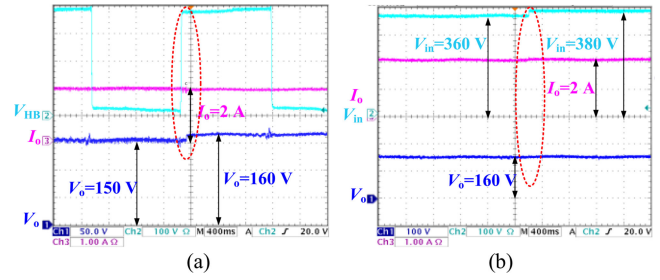 V_HB 2
I_o 3
I_o=2 A
V_o=150 V
V_o=160 V
V_o 1
Ch1 50.0 V Ch2 100 V Ω M 400ms A Ch2 ∫ 20.0 V
Ch3 1.00 A Ω
(a)
V_in=360 V
V_in=380 V
I_o
V_in 2
I_o=2 A
V_o=160 V
V_o 1
Ch1 100 V Ch2 100 V Ω M 400ms A Ch2 ∫ 20.0 V
Ch3 1.00 A Ω
(b)